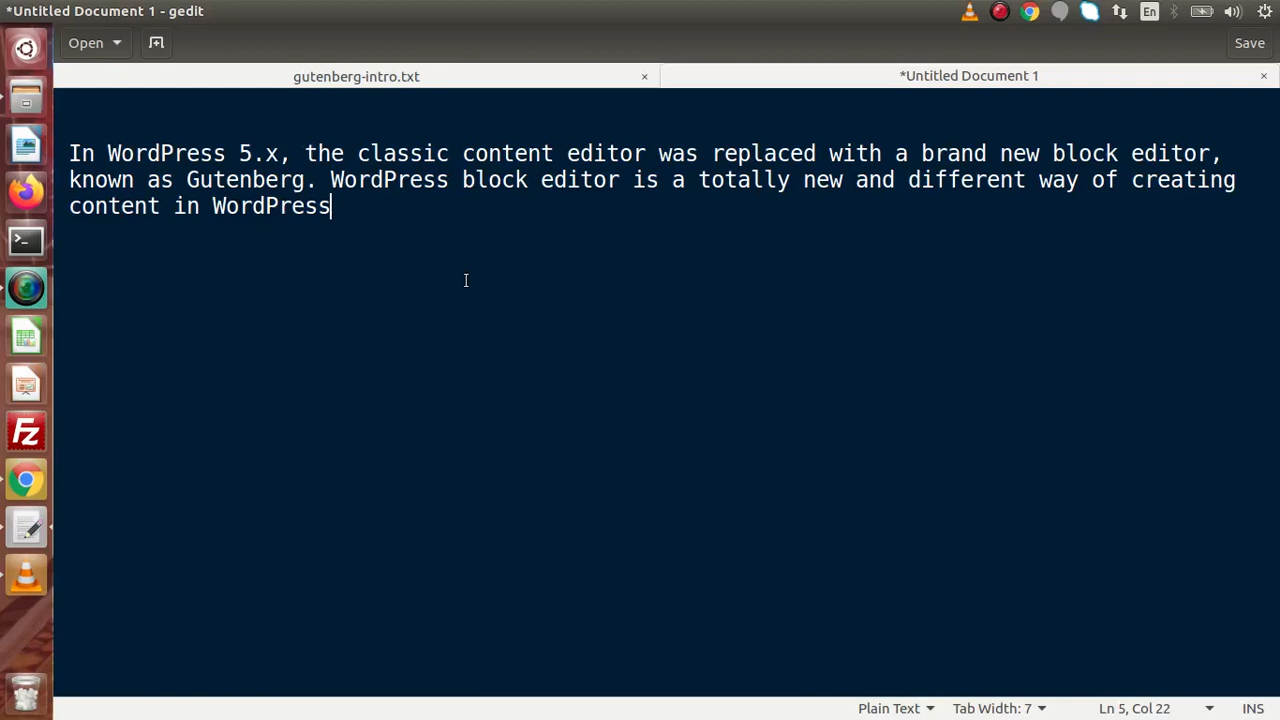 *Untitled Document 1 - gedit
En
Open
Save
gutenberg-intro.txt
*Untitled Document 1
In WordPress 5.x, the classic content editor was replaced with a brand new block editor,
known as Gutenberg. WordPress block editor is a totally new and different way of creating
content in WordPress
Fz
Plain Text
Tab Width: 7
Ln 5, Col 22
INS